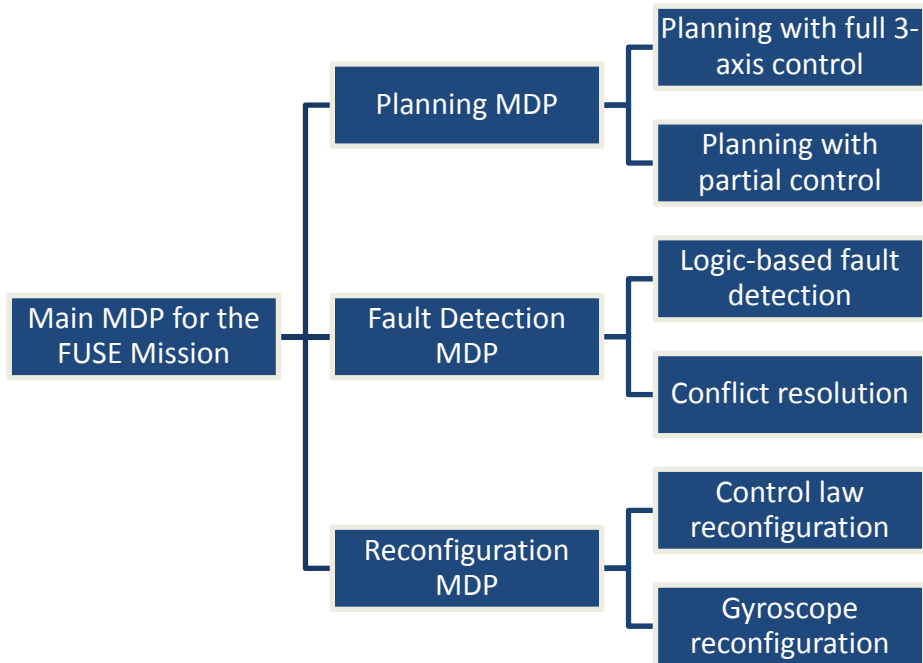 Planning with full 3-
axis control
Planning MDP
Planning with
partial control
Logic-based fault
detection
Main MDP for the
FUSE Mission
Fault Detection
MDP
Conflict resolution
Control law
reconfiguration
Reconfiguration
MDP
Gyroscope
reconfiguration